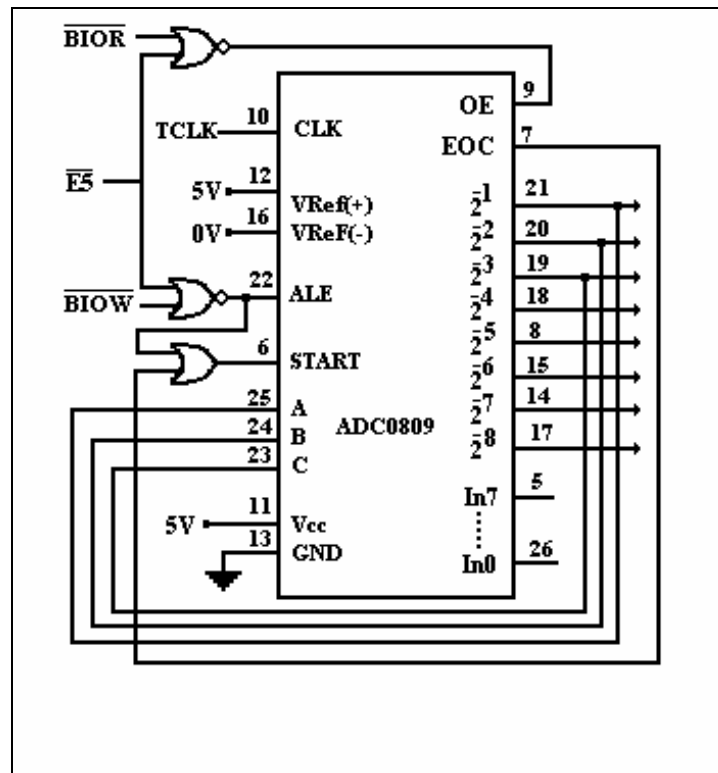 BIOR
9
OE
10
7
TCLK
CLK
EOC
E5
12
21
5V
VRef(+)
2^-1
16
20
0V
VReF(-)
2^-2
19
2^-3
22
18
BIOW
ALE
2^-4
8
2^-5
6
15
START
2^-6
25
14
A
2^-7
24
ADC0809
17
B
2^-8
23
C
5
In7
11
5V
Vcc
13
26
GND
In0